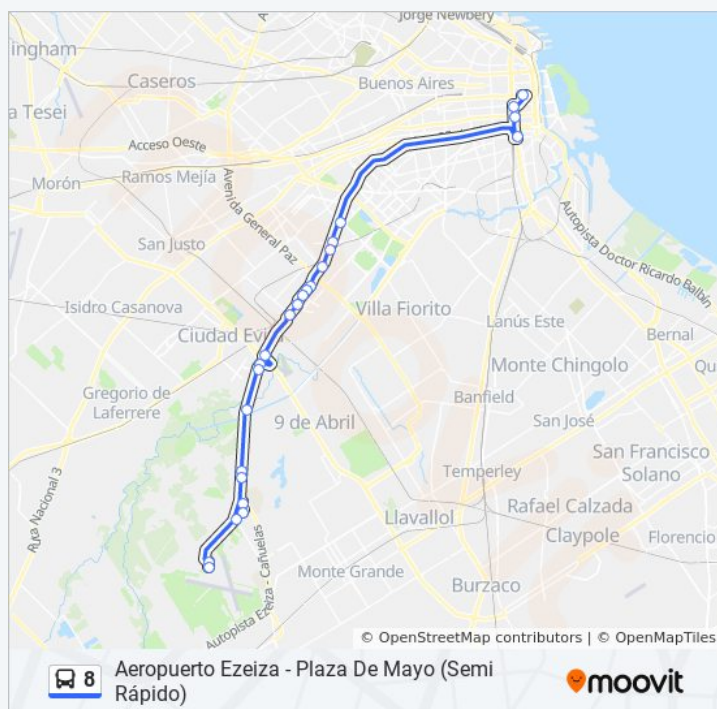 Jorge Newbery
ingham
Caseros
Buenos Aires
a Tesei
Acceso Oeste
Ramos Mejía
Morón
Avenida General Paz
San Justo
Autopista Doctor Ricardo Balbín
Isidro Casanova
Villa Fiorito
Ciudad Evita
Lanús Este
Bernal
Monte Chingolo
Qu
Gregorio de
Laferrere
Banfield
9 de Abril
San José
San Francisco
Solano
Ruta Nacional 3
Temperley
Rafael Calzada
Llavallol
Claypole
Florencio
Monte Grande
Autopista Ezeiza - Cañuelas
Burzaco
© OpenStreetMap contributors | © OpenMapTiles
8
Aeropuerto Ezeiza - Plaza De Mayo (Semi
Rápido)
moovit